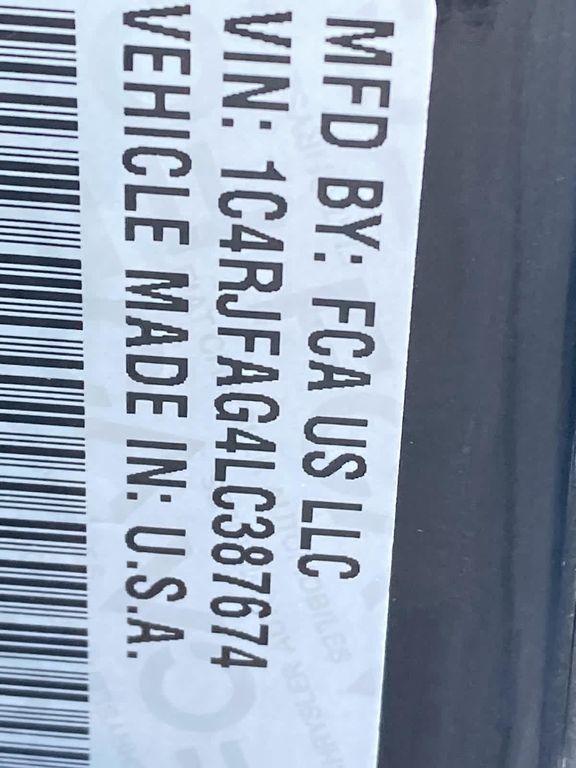 MFD BY: FCA US LLC
VIN: 1C4RJFAG4LC387674
VEHICLE MADE IN: U.S.A.